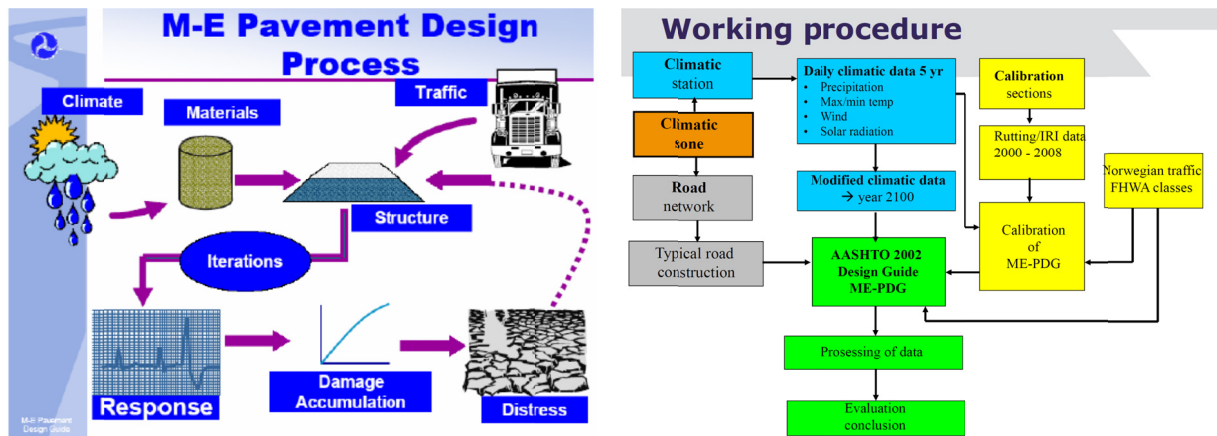 M-E Pavement Design
Process
Climate
Materials
Traffic
Structure
Iterations
Response
Damage
Accumulation
Distress
M-E Pavement
Design Guide
Working procedure
Climatic
station
Daily climatic data 5 yr
• Precipitation
• Max/min temp
• Wind
• Solar radiation
Calibration
sections
Climatic
sone
Rutting/IRI data
2000 - 2008
Norwegian traffic
FHWA classes
Road
network
Modified climatic data
→ year 2100
Calibration
of
ME-PDG
Typical road
construction
AASHTO 2002
Design Guide
ME-PDG
Prosessing of data
Evaluation
conclusion